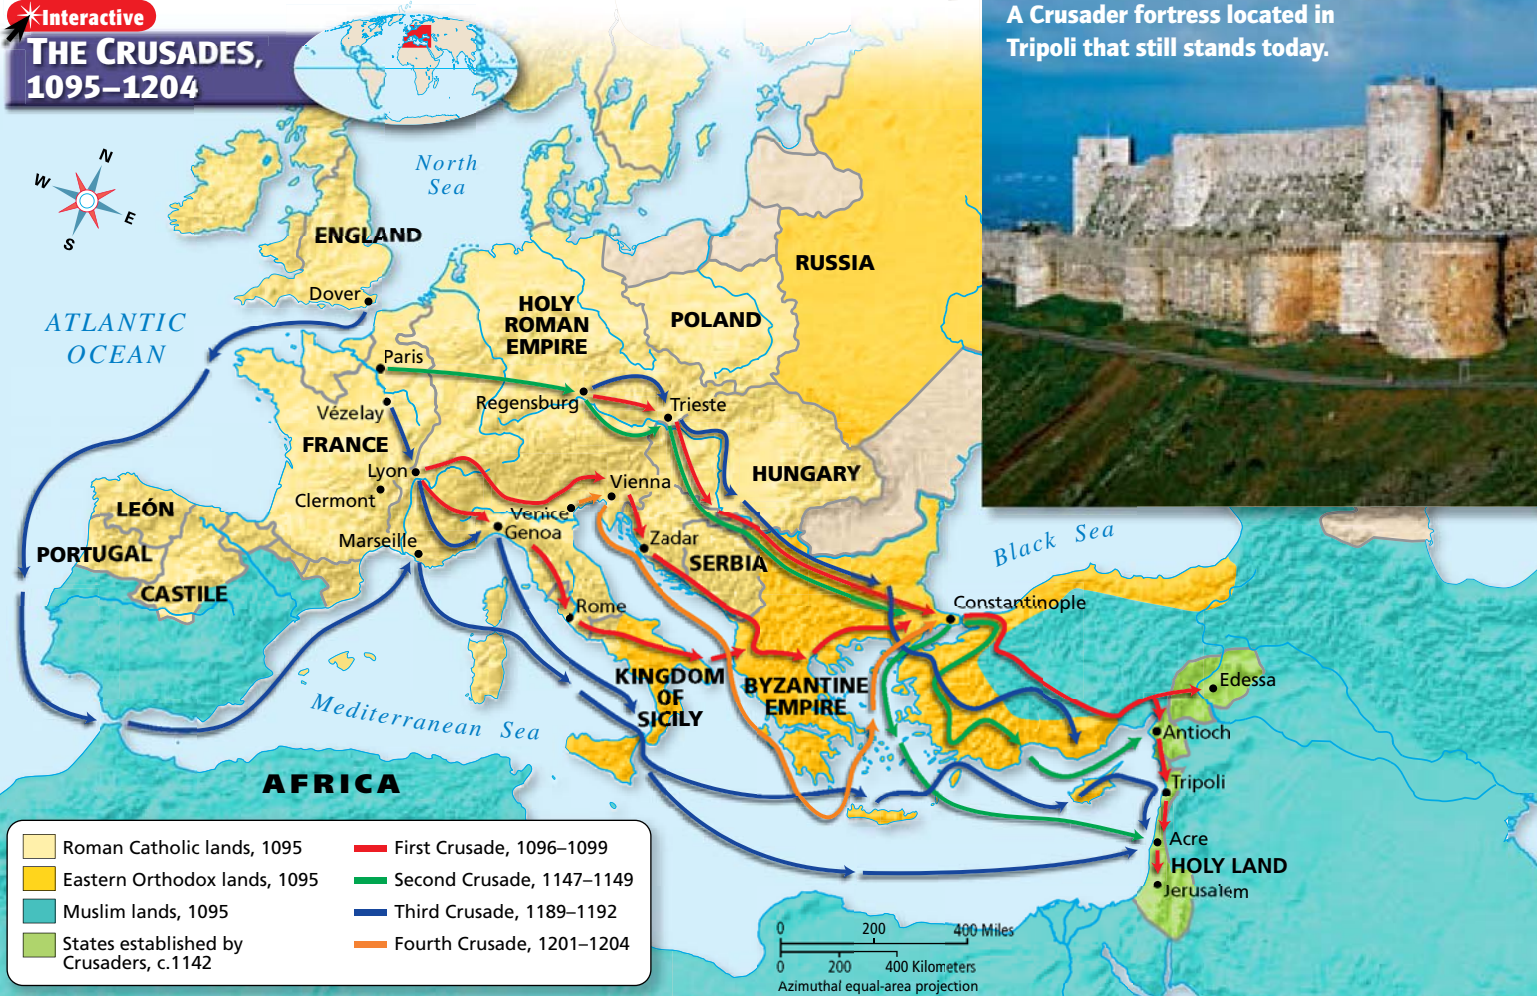 Interactive
THE CRUSADES,
1095–1204
A Crusader fortress located in
Tripoli that still stands today.
N
W
E
S
North
Sea
ENGLAND
Dover
ATLANTIC
OCEAN
RUSSIA
HOLY
ROMAN
EMPIRE
POLAND
Paris
Regensburg
Trieste
Vézelay
FRANCE
Lyon
Clermont
HUNGARY
Vienna
Venice
Genoa
LEÓN
Marseille
Zadar
PORTUGAL
SERBIA
CASTILE
Black Sea
Rome
Constantinople
KINGDOM
OF
SICILY
BYZANTINE
EMPIRE
Edessa
Mediterranean Sea
Antioch
AFRICA
Tripoli
Acre
HOLY LAND
Jerusalem
Roman Catholic lands, 1095
Eastern Orthodox lands, 1095
Muslim lands, 1095
States established by
Crusaders, c.1142
First Crusade, 1096–1099
Second Crusade, 1147–1149
Third Crusade, 1189–1192
Fourth Crusade, 1201–1204
0 200 400 Miles
0 200 400 Kilometers
Azimuthal equal-area projection